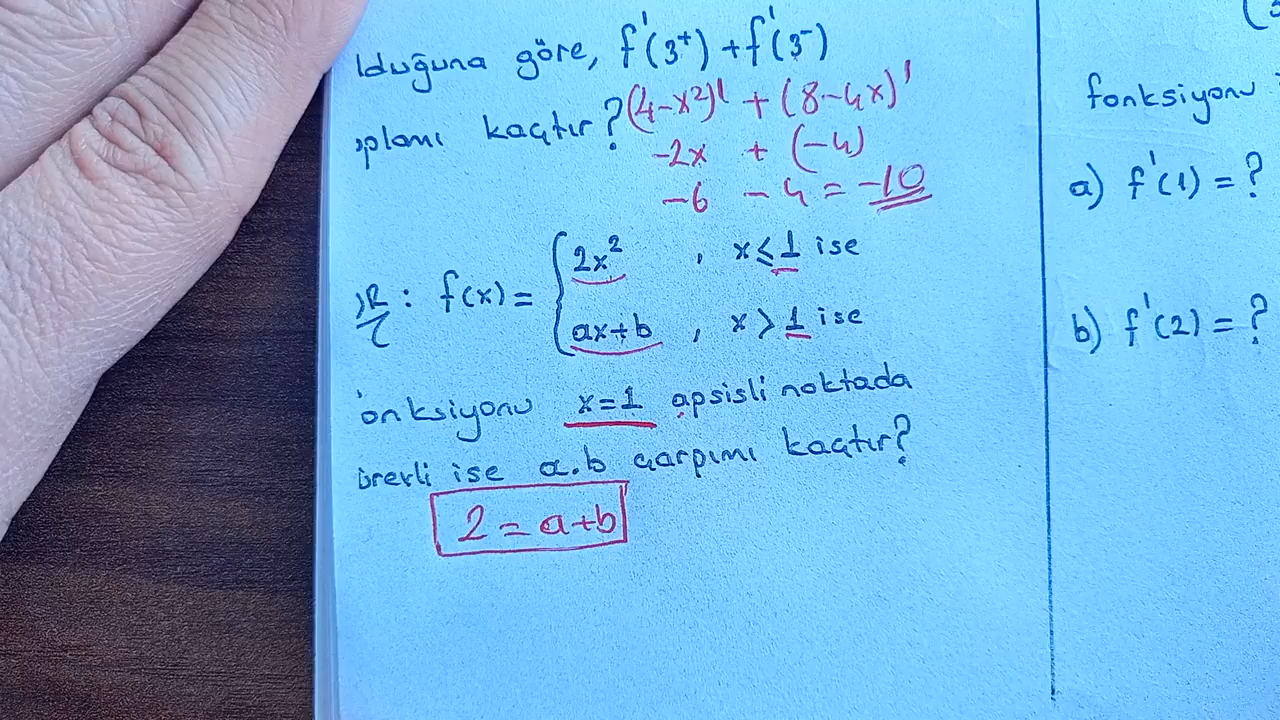 lduğuna göre, f'(3⁺) + f'(3⁻)
plamı kaçtır? (4-x²)' + (8-4x)'
-2x + (-4)
-6 - 4 = -10
f(x) = { 2x² , x ≤ 1 ise
ax+b , x > 1 ise
onksiyonu x=1 apsisli noktada
ürevli ise a.b çarpımı kaçtır?
2 = a+b
fonksiyonu
a) f'(1) = ?
b) f'(2) = ?